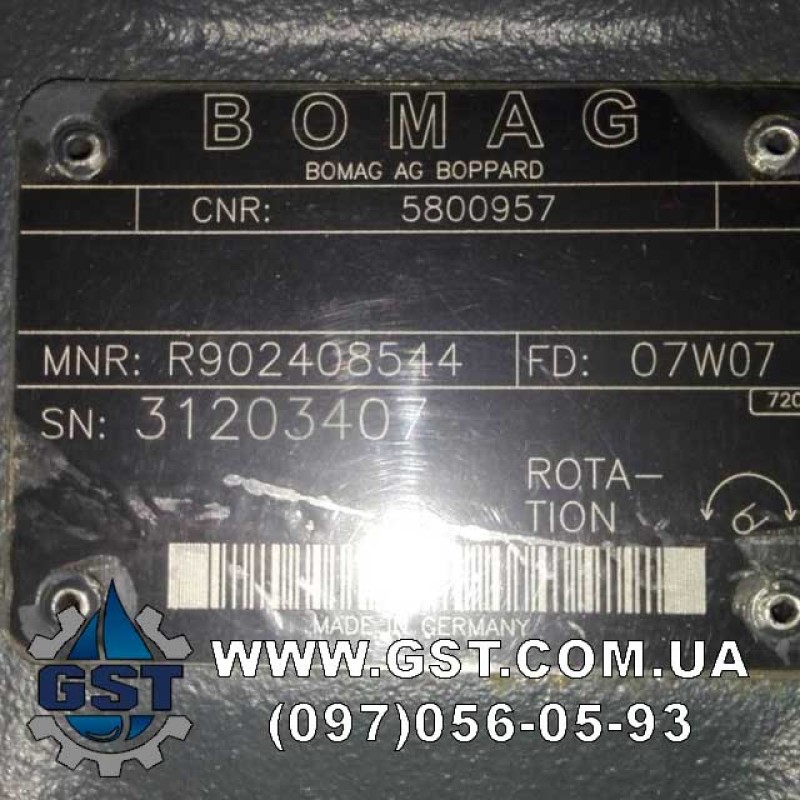 BOMAG
BOMAG AG BOPPARD
CNR: 5800957
MNR: R902408544 FD: 07W07
SN: 31203407
720
ROTA-
TION
MADE IN GERMANY
GST
WWW.GST.COM.UA
(097)056-05-93